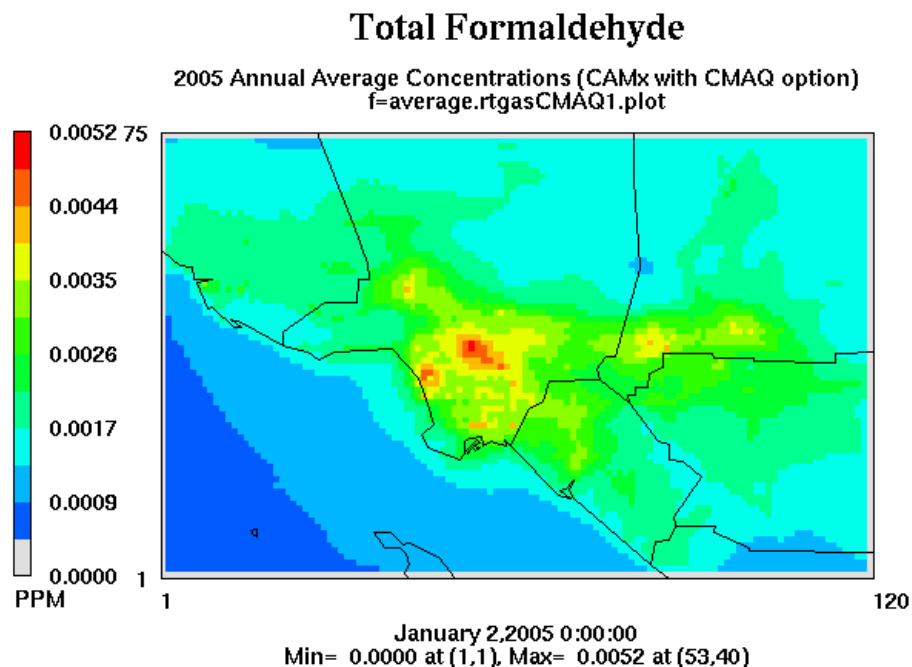 Total Formaldehyde
2005 Annual Average Concentrations (CAMx with CMAQ option)
f=average.rtgasCMAQ1.plot
0.0052
0.0044
0.0035
0.0026
0.0017
0.0009
0.0000
PPM
75
1
1
120
January 2,2005 0:00:00
Min= 0.0000 at (1,1), Max= 0.0052 at (53,40)